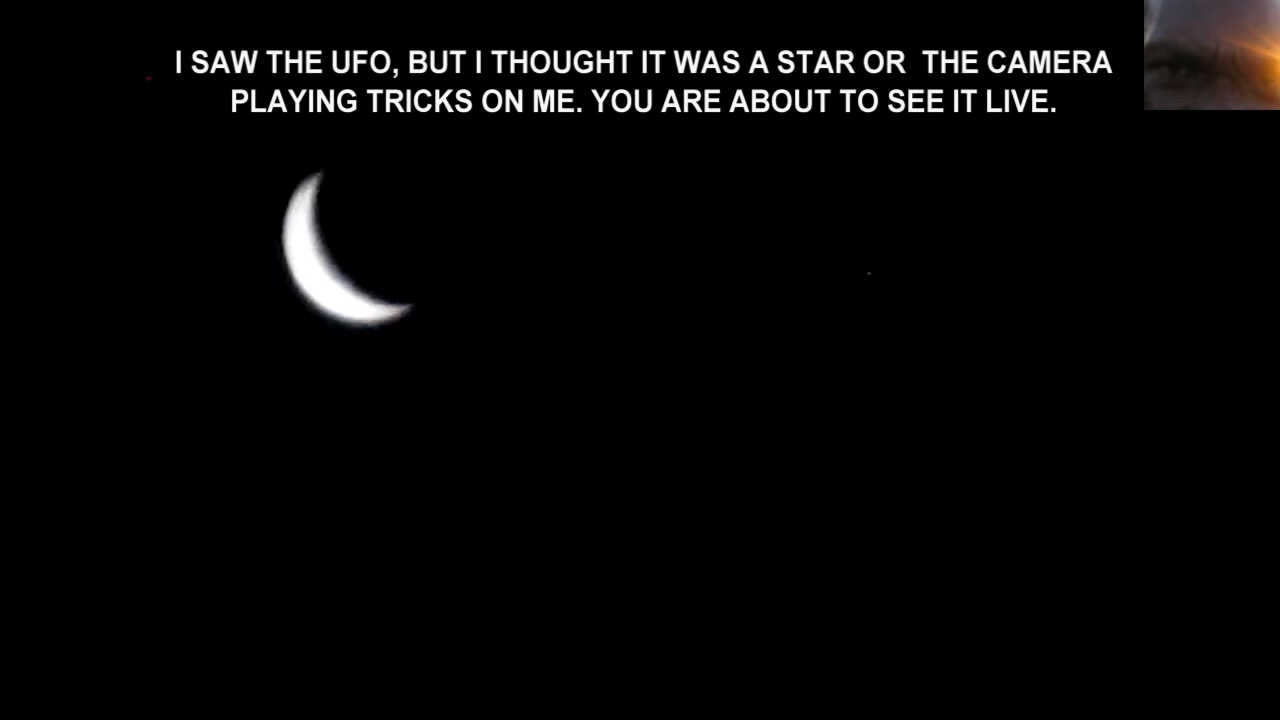 I SAW THE UFO, BUT I THOUGHT IT WAS A STAR OR  THE CAMERA
PLAYING TRICKS ON ME. YOU ARE ABOUT TO SEE IT LIVE.